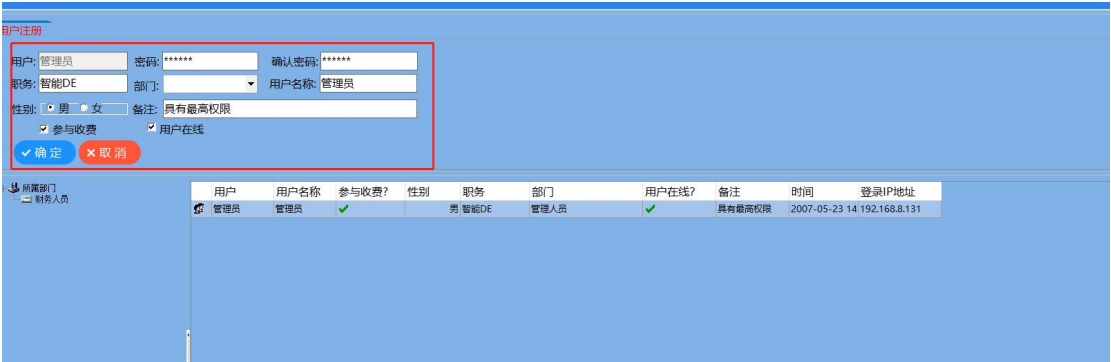 用户注册
用户: 管理员 密码: ****** 确认密码: ******
职务: 智能DE 部门: 用户名称: 管理员
性别: 男 女 备注: 具有最高权限
参与收费 用户在线
确定 取消
所属部门
财务人员
用户 用户名称 参与收费? 性别 职务 部门 用户在线? 备注 时间 登录IP地址
管理员 管理员 男 智能DE 管理人员 具有最高权限 2007-05-23 14 192.168.8.131